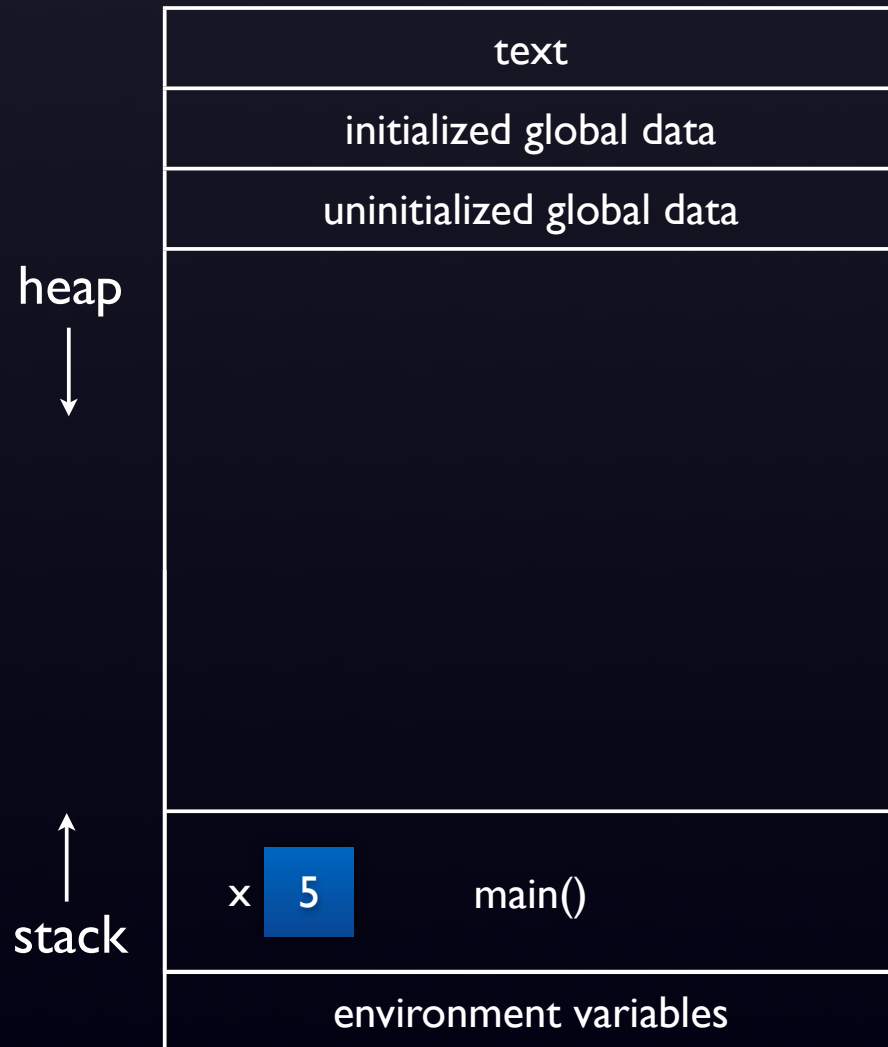 text
initialized global data
uninitialized global data
heap
x 5 main()
stack
environment variables